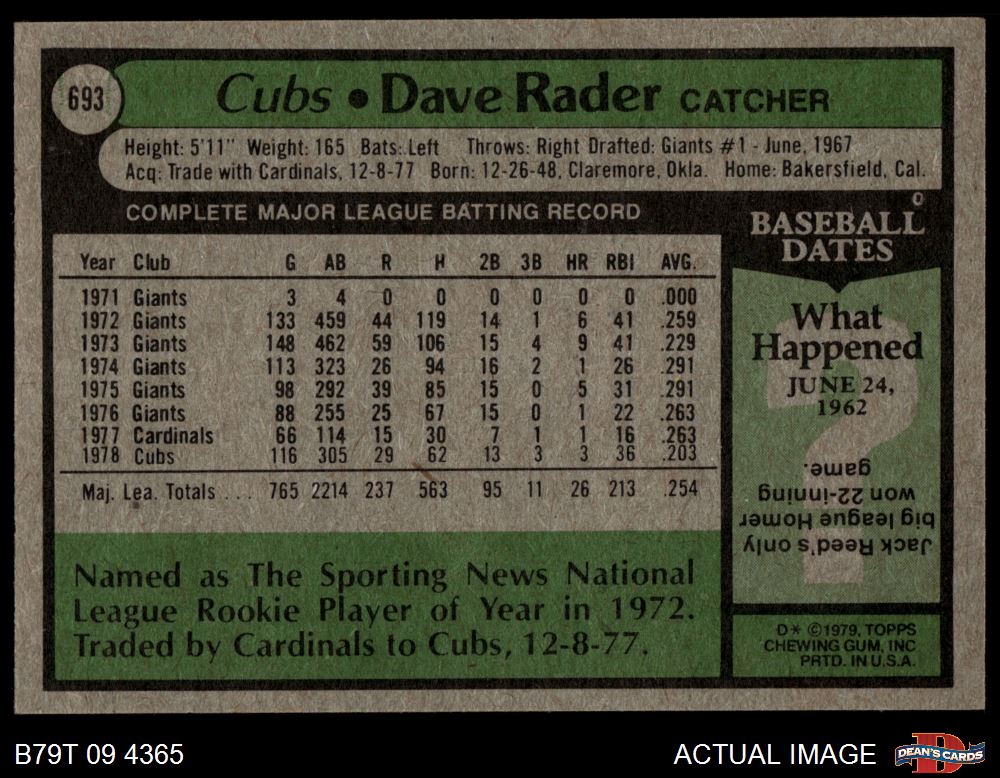 693
Cubs • Dave Rader CATCHER
Height: 5'11" Weight: 165 Bats: Left Throws: Right Drafted: Giants #1 - June, 1967
Acq: Trade with Cardinals, 12-8-77 Born: 12-26-48, Claremore, Okla. Home: Bakersfield, Cal.
COMPLETE MAJOR LEAGUE BATTING RECORD
Year Club G AB R H 2B 3B HR RBI AVG.
1971 Giants 3 4 0 0 0 0 0 0 .000
1972 Giants 133 459 44 119 14 1 6 41 .259
1973 Giants 148 462 59 106 15 4 9 41 .229
1974 Giants 113 323 26 94 16 2 1 26 .291
1975 Giants 98 292 39 85 15 0 5 31 .291
1976 Giants 88 255 25 67 15 0 1 22 .263
1977 Cardinals 66 114 15 30 7 1 1 16 .263
1978 Cubs 116 305 29 62 13 3 3 36 .203
Maj. Lea. Totals . . . 765 2214 237 563 95 11 26 213 .254
Named as The Sporting News National
League Rookie Player of Year in 1972.
Traded by Cardinals to Cubs, 12-8-77.
0
BASEBALL
DATES
What
Happened
JUNE 24,
1962
?
Jack Reed's only
big league Homer
won 22-inning
game.
D* ©1979, TOPPS
CHEWING GUM, INC
PRTD. IN U.S.A.
B79T 09 4365
ACTUAL IMAGE
D
DEAN'S CARDS